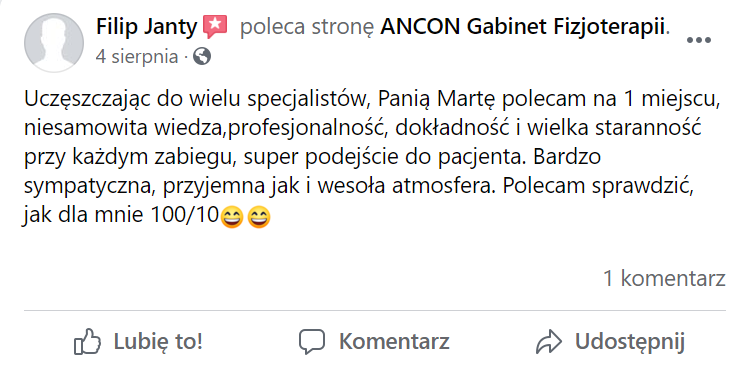 Filip Janty poleca stronę ANCON Gabinet Fizjoterapii.
4 sierpnia ·
Uczęszczając do wielu specjalistów, Panią Martę polecam na 1 miejscu,
niesamowita wiedza,profesjonalność, dokładność i wielka staranność
przy każdym zabiegu, super podejście do pacjenta. Bardzo
sympatyczna, przyjemna jak i wesoła atmosfera. Polecam sprawdzić,
jak dla mnie 100/10😄😄
1 komentarz
Lubię to! Komentarz Udostępnij